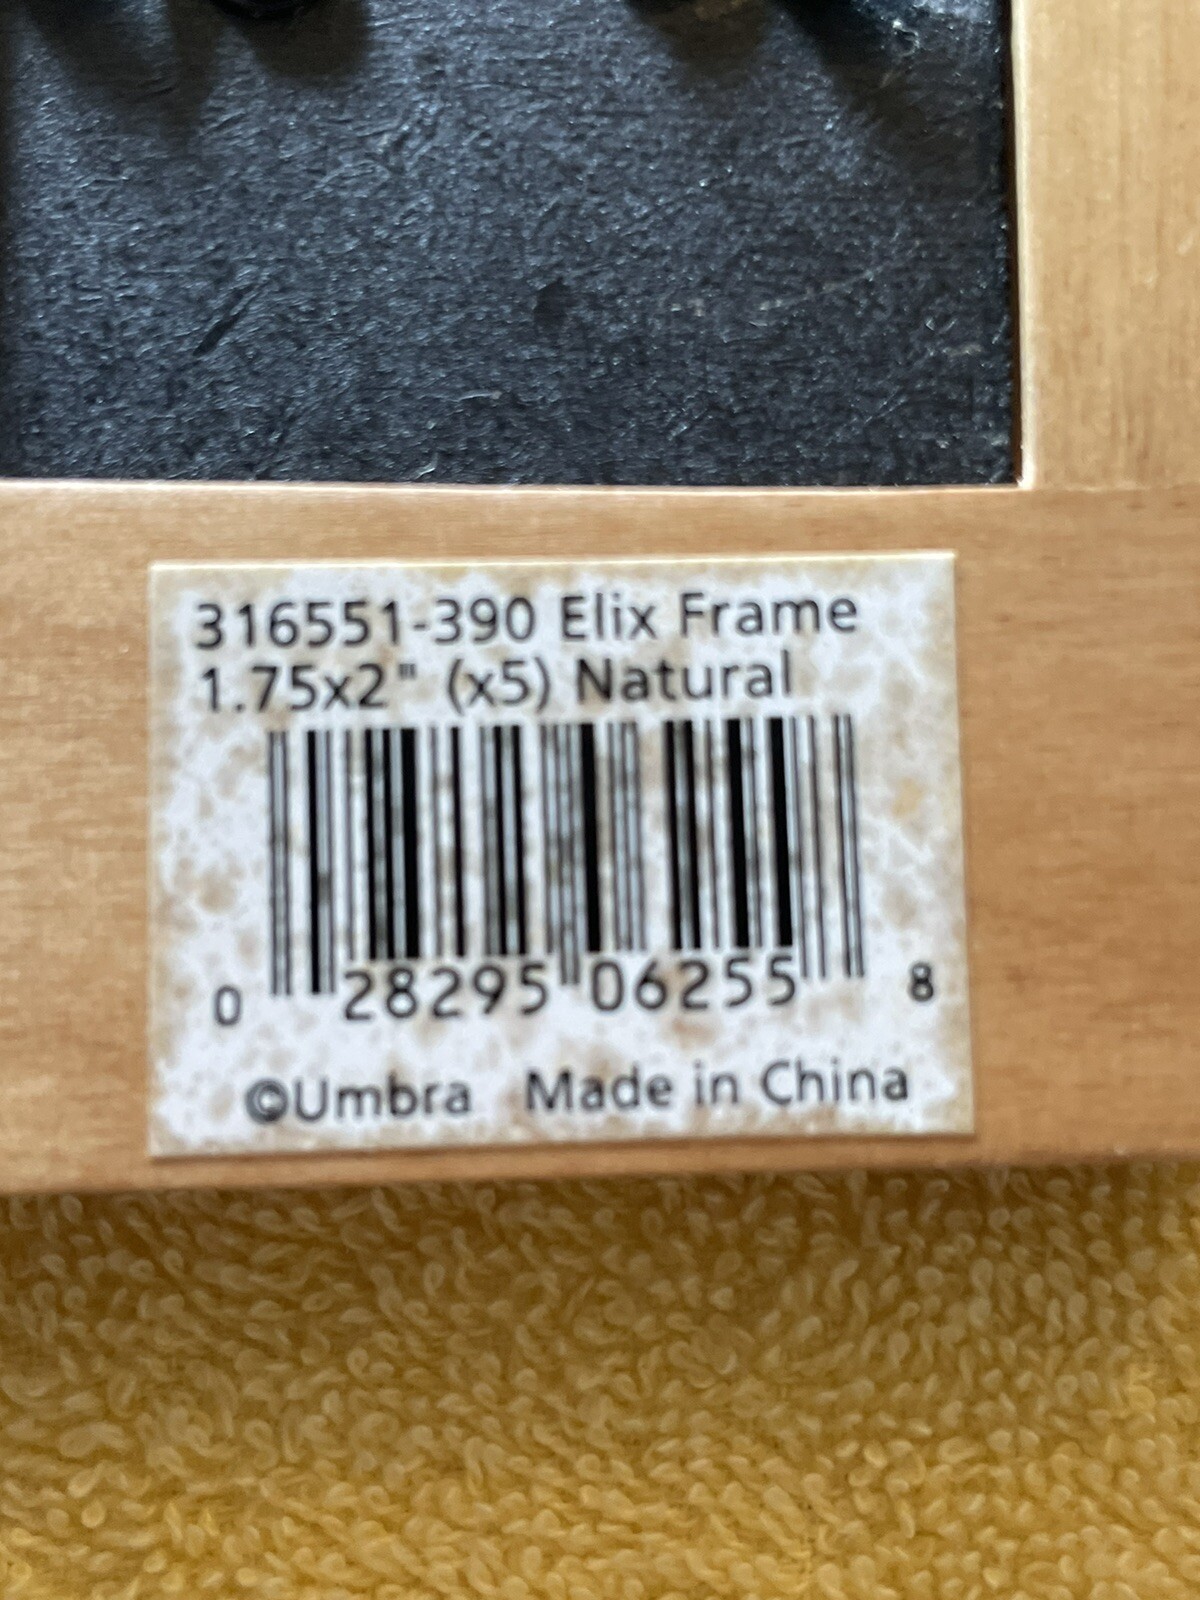 316551-390 Elix Frame
1.75x2" (x5) Natural
0 28295 06255 8
©Umbra Made in China